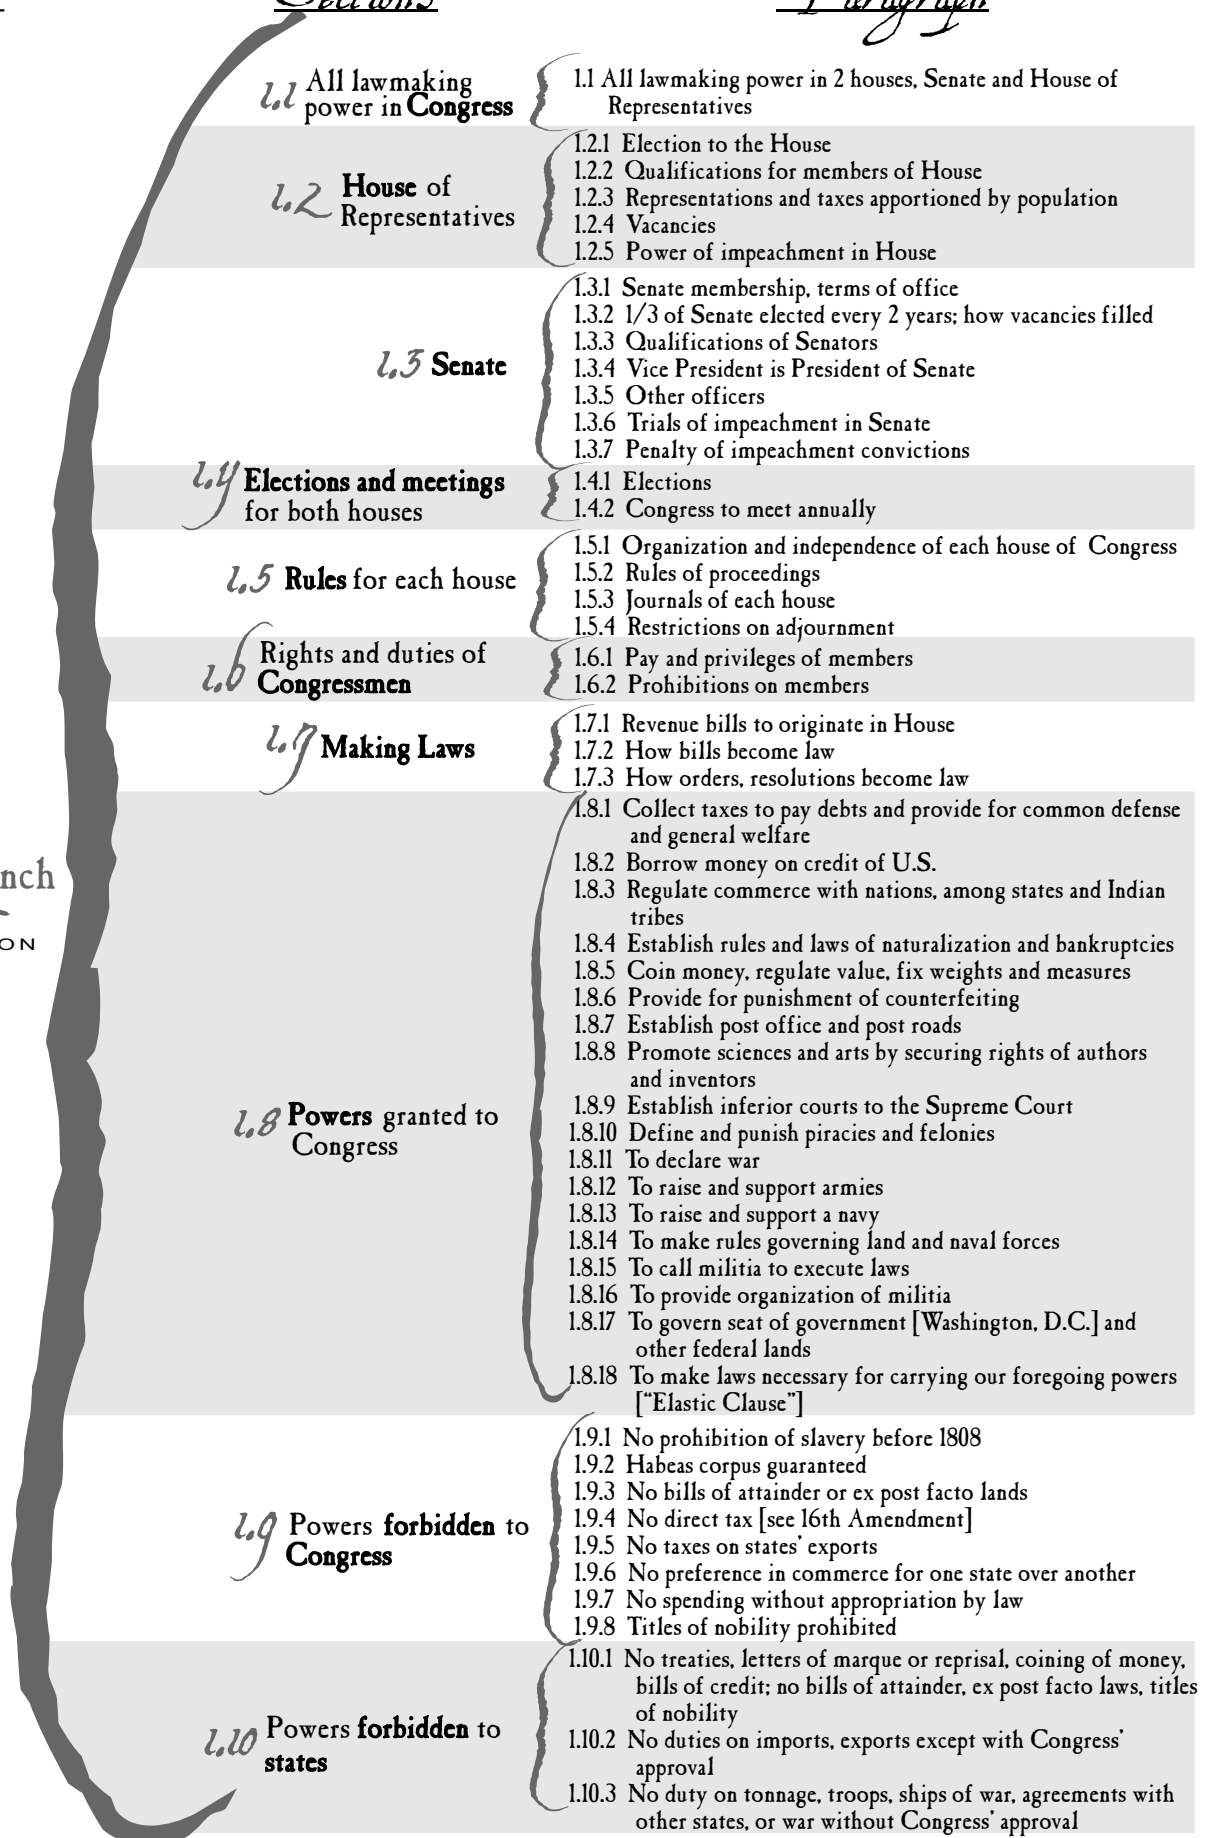 Sections
Paragraph
1.1 All lawmaking
power in Congress
1.1 All lawmaking power in 2 houses, Senate and House of
Representatives
1.2 House of
Representatives
1.2.1 Election to the House
1.2.2 Qualifications for members of House
1.2.3 Representations and taxes apportioned by population
1.2.4 Vacancies
1.2.5 Power of impeachment in House
1.3 Senate
1.3.1 Senate membership, terms of office
1.3.2 1/3 of Senate elected every 2 years; how vacancies filled
1.3.3 Qualifications of Senators
1.3.4 Vice President is President of Senate
1.3.5 Other officers
1.3.6 Trials of impeachment in Senate
1.3.7 Penalty of impeachment convictions
1.4 Elections and meetings
for both houses
1.4.1 Elections
1.4.2 Congress to meet annually
1.5 Rules for each house
1.5.1 Organization and independence of each house of Congress
1.5.2 Rules of proceedings
1.5.3 Journals of each house
1.5.4 Restrictions on adjournment
1.6 Rights and duties of
Congressmen
1.6.1 Pay and privileges of members
1.6.2 Prohibitions on members
1.7 Making Laws
1.7.1 Revenue bills to originate in House
1.7.2 How bills become law
1.7.3 How orders, resolutions become law
nch
ON
1.8 Powers granted to
Congress
1.8.1 Collect taxes to pay debts and provide for common defense
and general welfare
1.8.2 Borrow money on credit of U.S.
1.8.3 Regulate commerce with nations, among states and Indian
tribes
1.8.4 Establish rules and laws of naturalization and bankruptcies
1.8.5 Coin money, regulate value, fix weights and measures
1.8.6 Provide for punishment of counterfeiting
1.8.7 Establish post office and post roads
1.8.8 Promote sciences and arts by securing rights of authors
and inventors
1.8.9 Establish inferior courts to the Supreme Court
1.8.10 Define and punish piracies and felonies
1.8.11 To declare war
1.8.12 To raise and support armies
1.8.13 To raise and support a navy
1.8.14 To make rules governing land and naval forces
1.8.15 To call militia to execute laws
1.8.16 To provide organization of militia
1.8.17 To govern seat of government [Washington, D.C.] and
other federal lands
1.8.18 To make laws necessary for carrying our foregoing powers
["Elastic Clause"]
1.9 Powers forbidden to
Congress
1.9.1 No prohibition of slavery before 1808
1.9.2 Habeas corpus guaranteed
1.9.3 No bills of attainder or ex post facto lands
1.9.4 No direct tax [see 16th Amendment]
1.9.5 No taxes on states' exports
1.9.6 No preference in commerce for one state over another
1.9.7 No spending without appropriation by law
1.9.8 Titles of nobility prohibited
1.10 Powers forbidden to
states
1.10.1 No treaties, letters of marque or reprisal, coining of money,
bills of credit; no bills of attainder, ex post facto laws, titles
of nobility
1.10.2 No duties on imports, exports except with Congress'
approval
1.10.3 No duty on tonnage, troops, ships of war, agreements with
other states, or war without Congress' approval